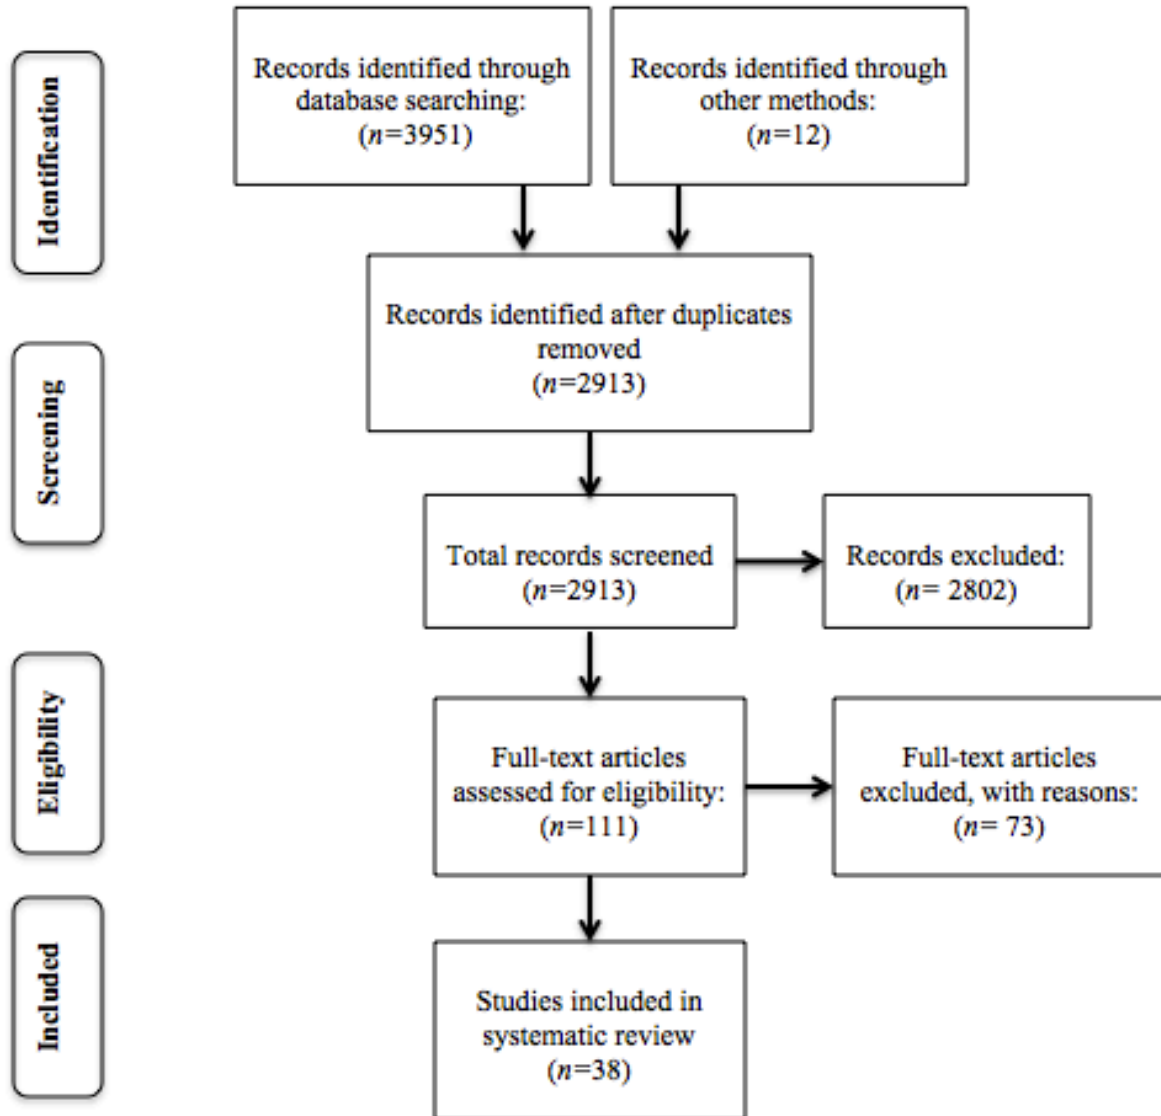 Identification
Records identified through
database searching:
(n=3951)
Records identified through
other methods:
(n=12)
Records identified after duplicates
removed
(n=2913)
Screening
Total records screened
(n=2913)
Records excluded:
(n= 2802)
Eligibility
Full-text articles
assessed for eligibility:
(n=111)
Full-text articles
excluded, with reasons:
(n= 73)
Included
Studies included in
systematic review
(n=38)